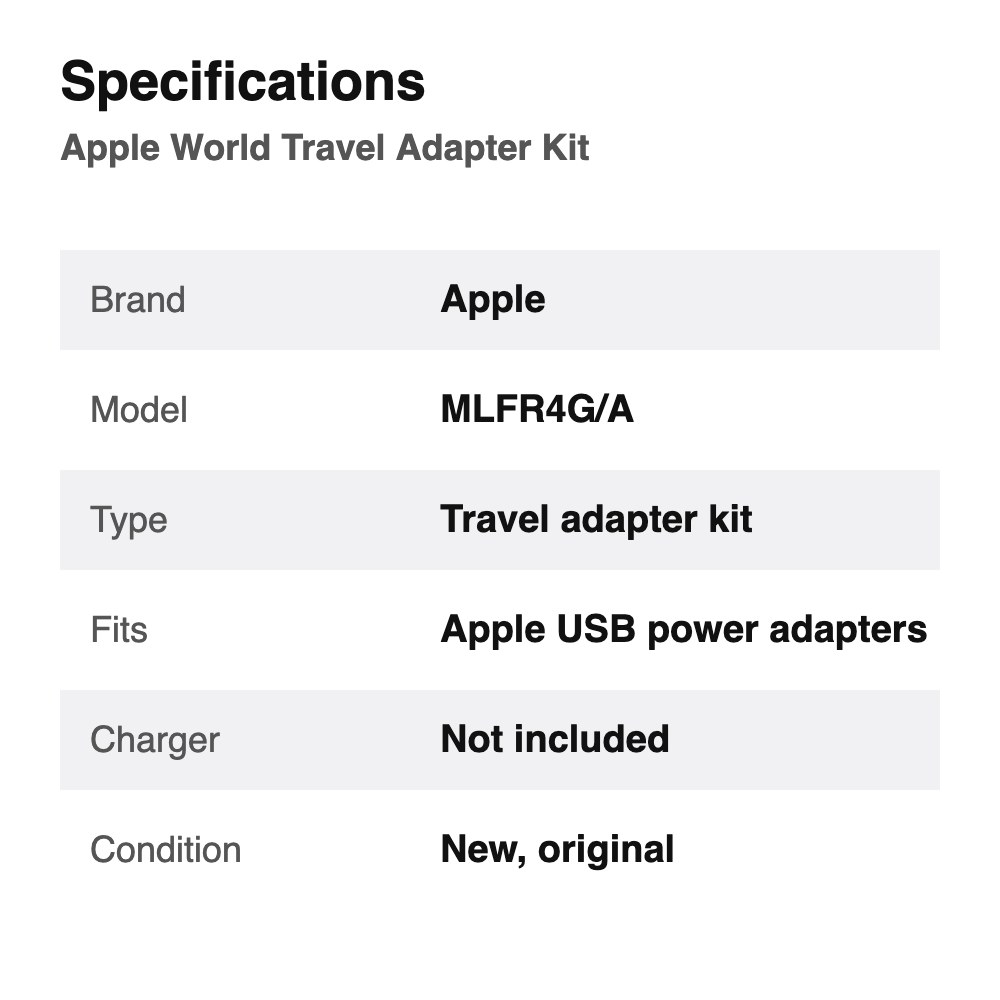 Specifications
Apple World Travel Adapter Kit
Brand Apple
Model MLFR4G/A
Type Travel adapter kit
Fits Apple USB power adapters
Charger Not included
Condition New, original